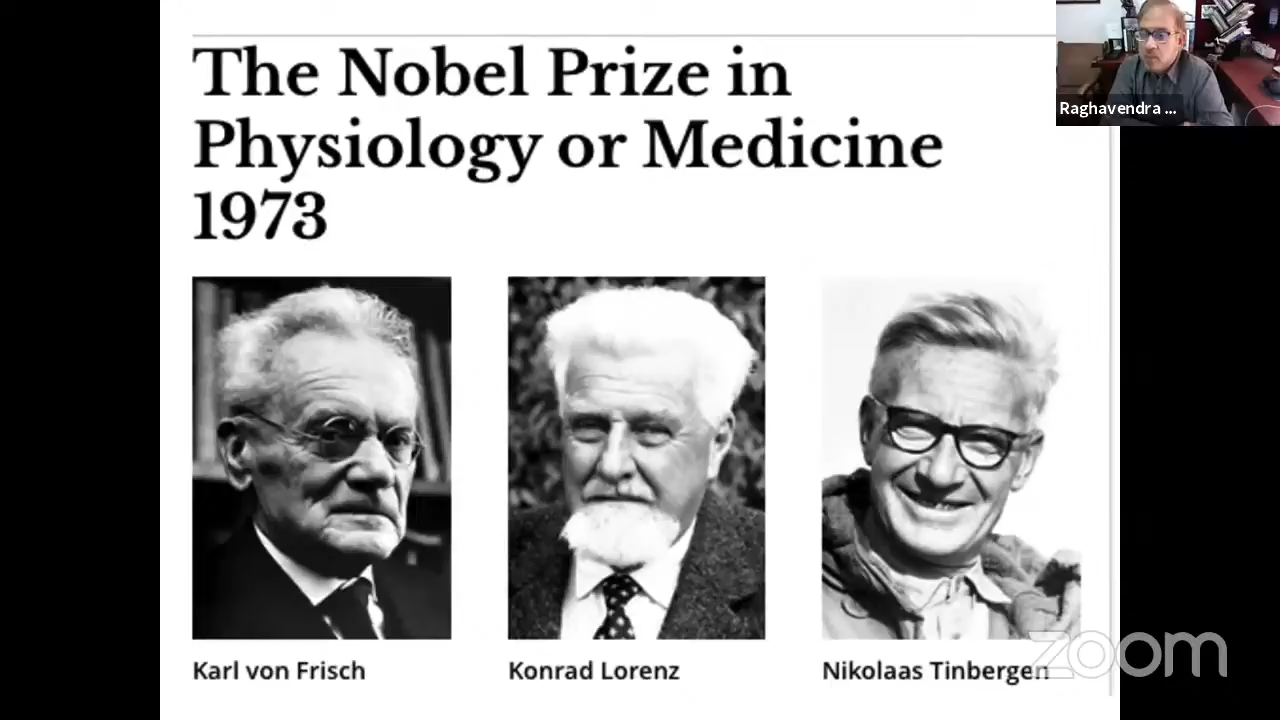 The Nobel Prize in
Physiology or Medicine
1973
Raghavendra ...
Karl von Frisch
Konrad Lorenz
Nikolaas Tinbergen
zoom